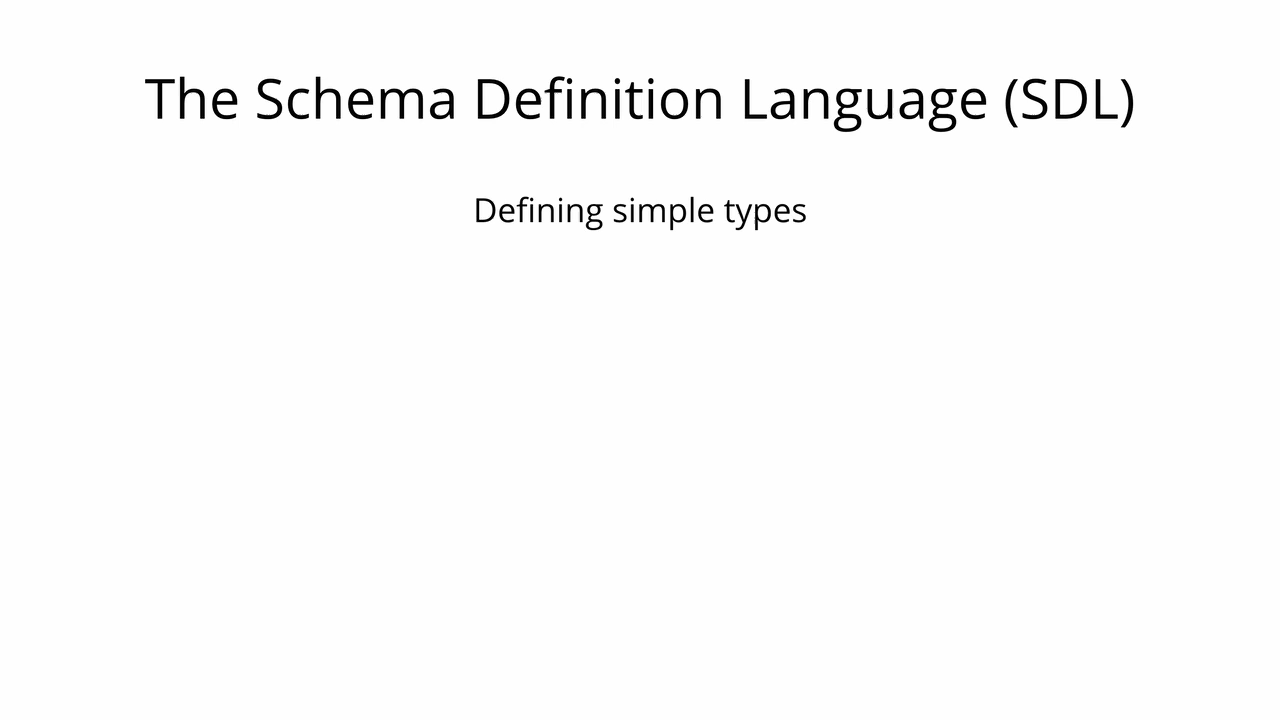 The Schema Definition Language (SDL)
Defining simple types